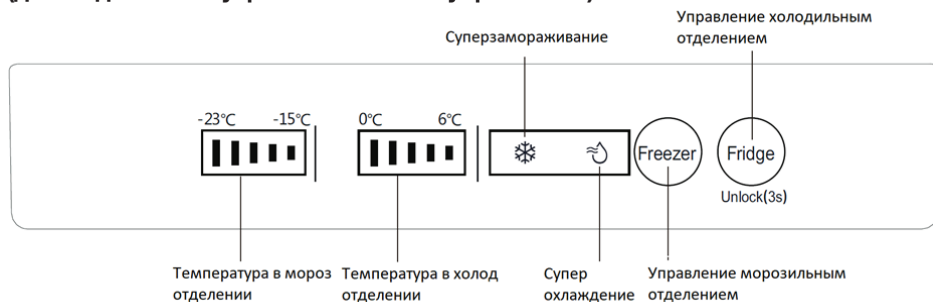 Управление холодильным
отделением
Суперзамораживание
-23℃ -15℃ 0℃ 6℃
Freezer Fridge
Unlock(3s)
Температура в мороз
отделении
Температура в холод
отделении
Супер
охлаждение
Управление морозильным
отделением